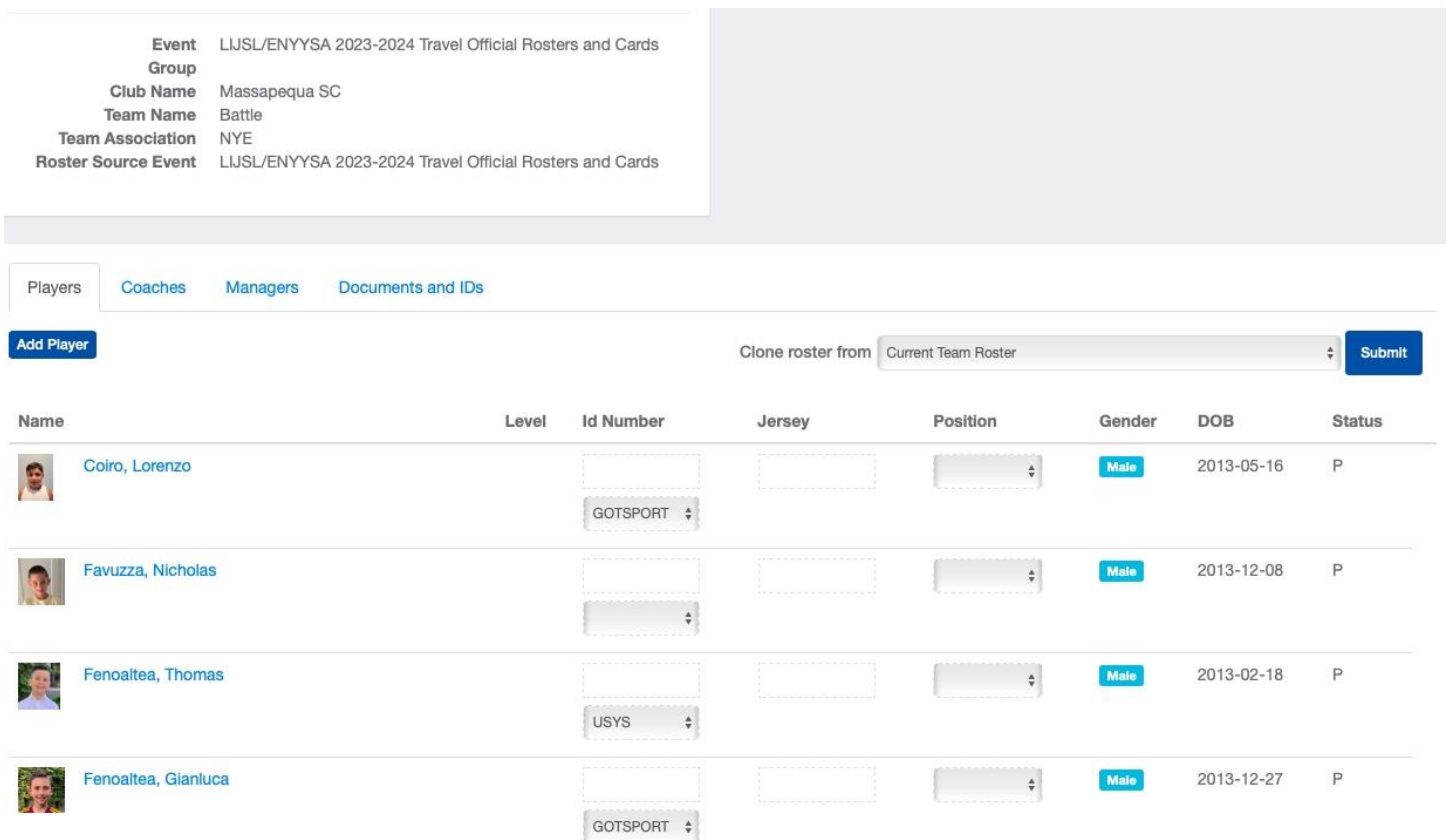 Event LIJSL/ENYYSA 2023-2024 Travel Official Rosters and Cards
Group
Club Name Massapequa SC
Team Name Battle
Team Association NYE
Roster Source Event LIJSL/ENYYSA 2023-2024 Travel Official Rosters and Cards
Players Coaches Managers Documents and IDs
Add Player Clone roster from Current Team Roster Submit
Name Level Id Number Jersey Position Gender DOB Status
Coiro, Lorenzo Male 2013-05-16 P
GOTSPORT
Favuzza, Nicholas Male 2013-12-08 P
Fenoaltea, Thomas Male 2013-02-18 P
USYS
Fenoaltea, Gianluca Male 2013-12-27 P
GOTSPORT